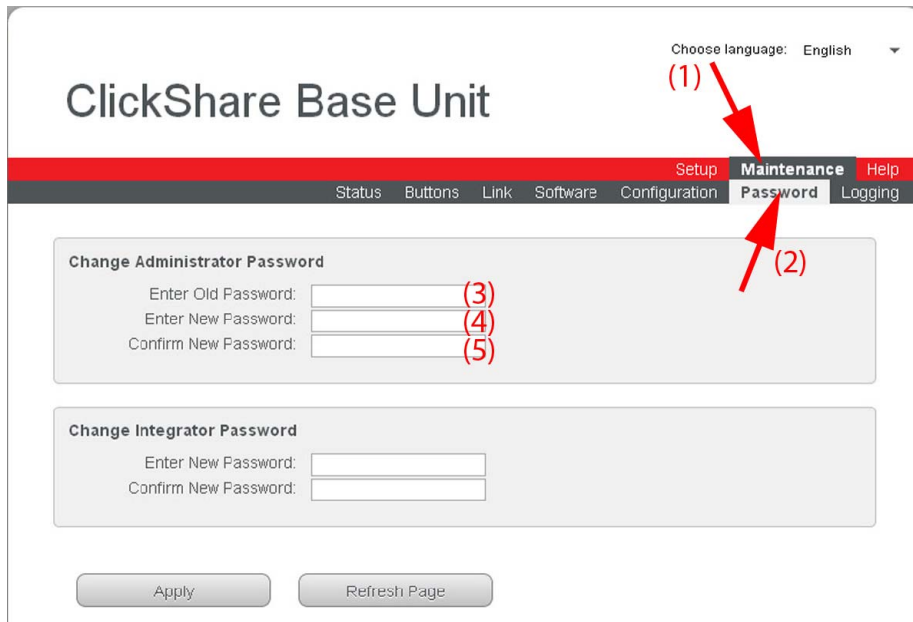 Choose language: English
(1)
ClickShare Base Unit
Setup Maintenance Help
Status Buttons Link Software Configuration Password Logging
(2)
Change Administrator Password
Enter Old Password: (3)
Enter New Password: (4)
Confirm New Password: (5)
Change Integrator Password
Enter New Password:
Confirm New Password:
Apply Refresh Page